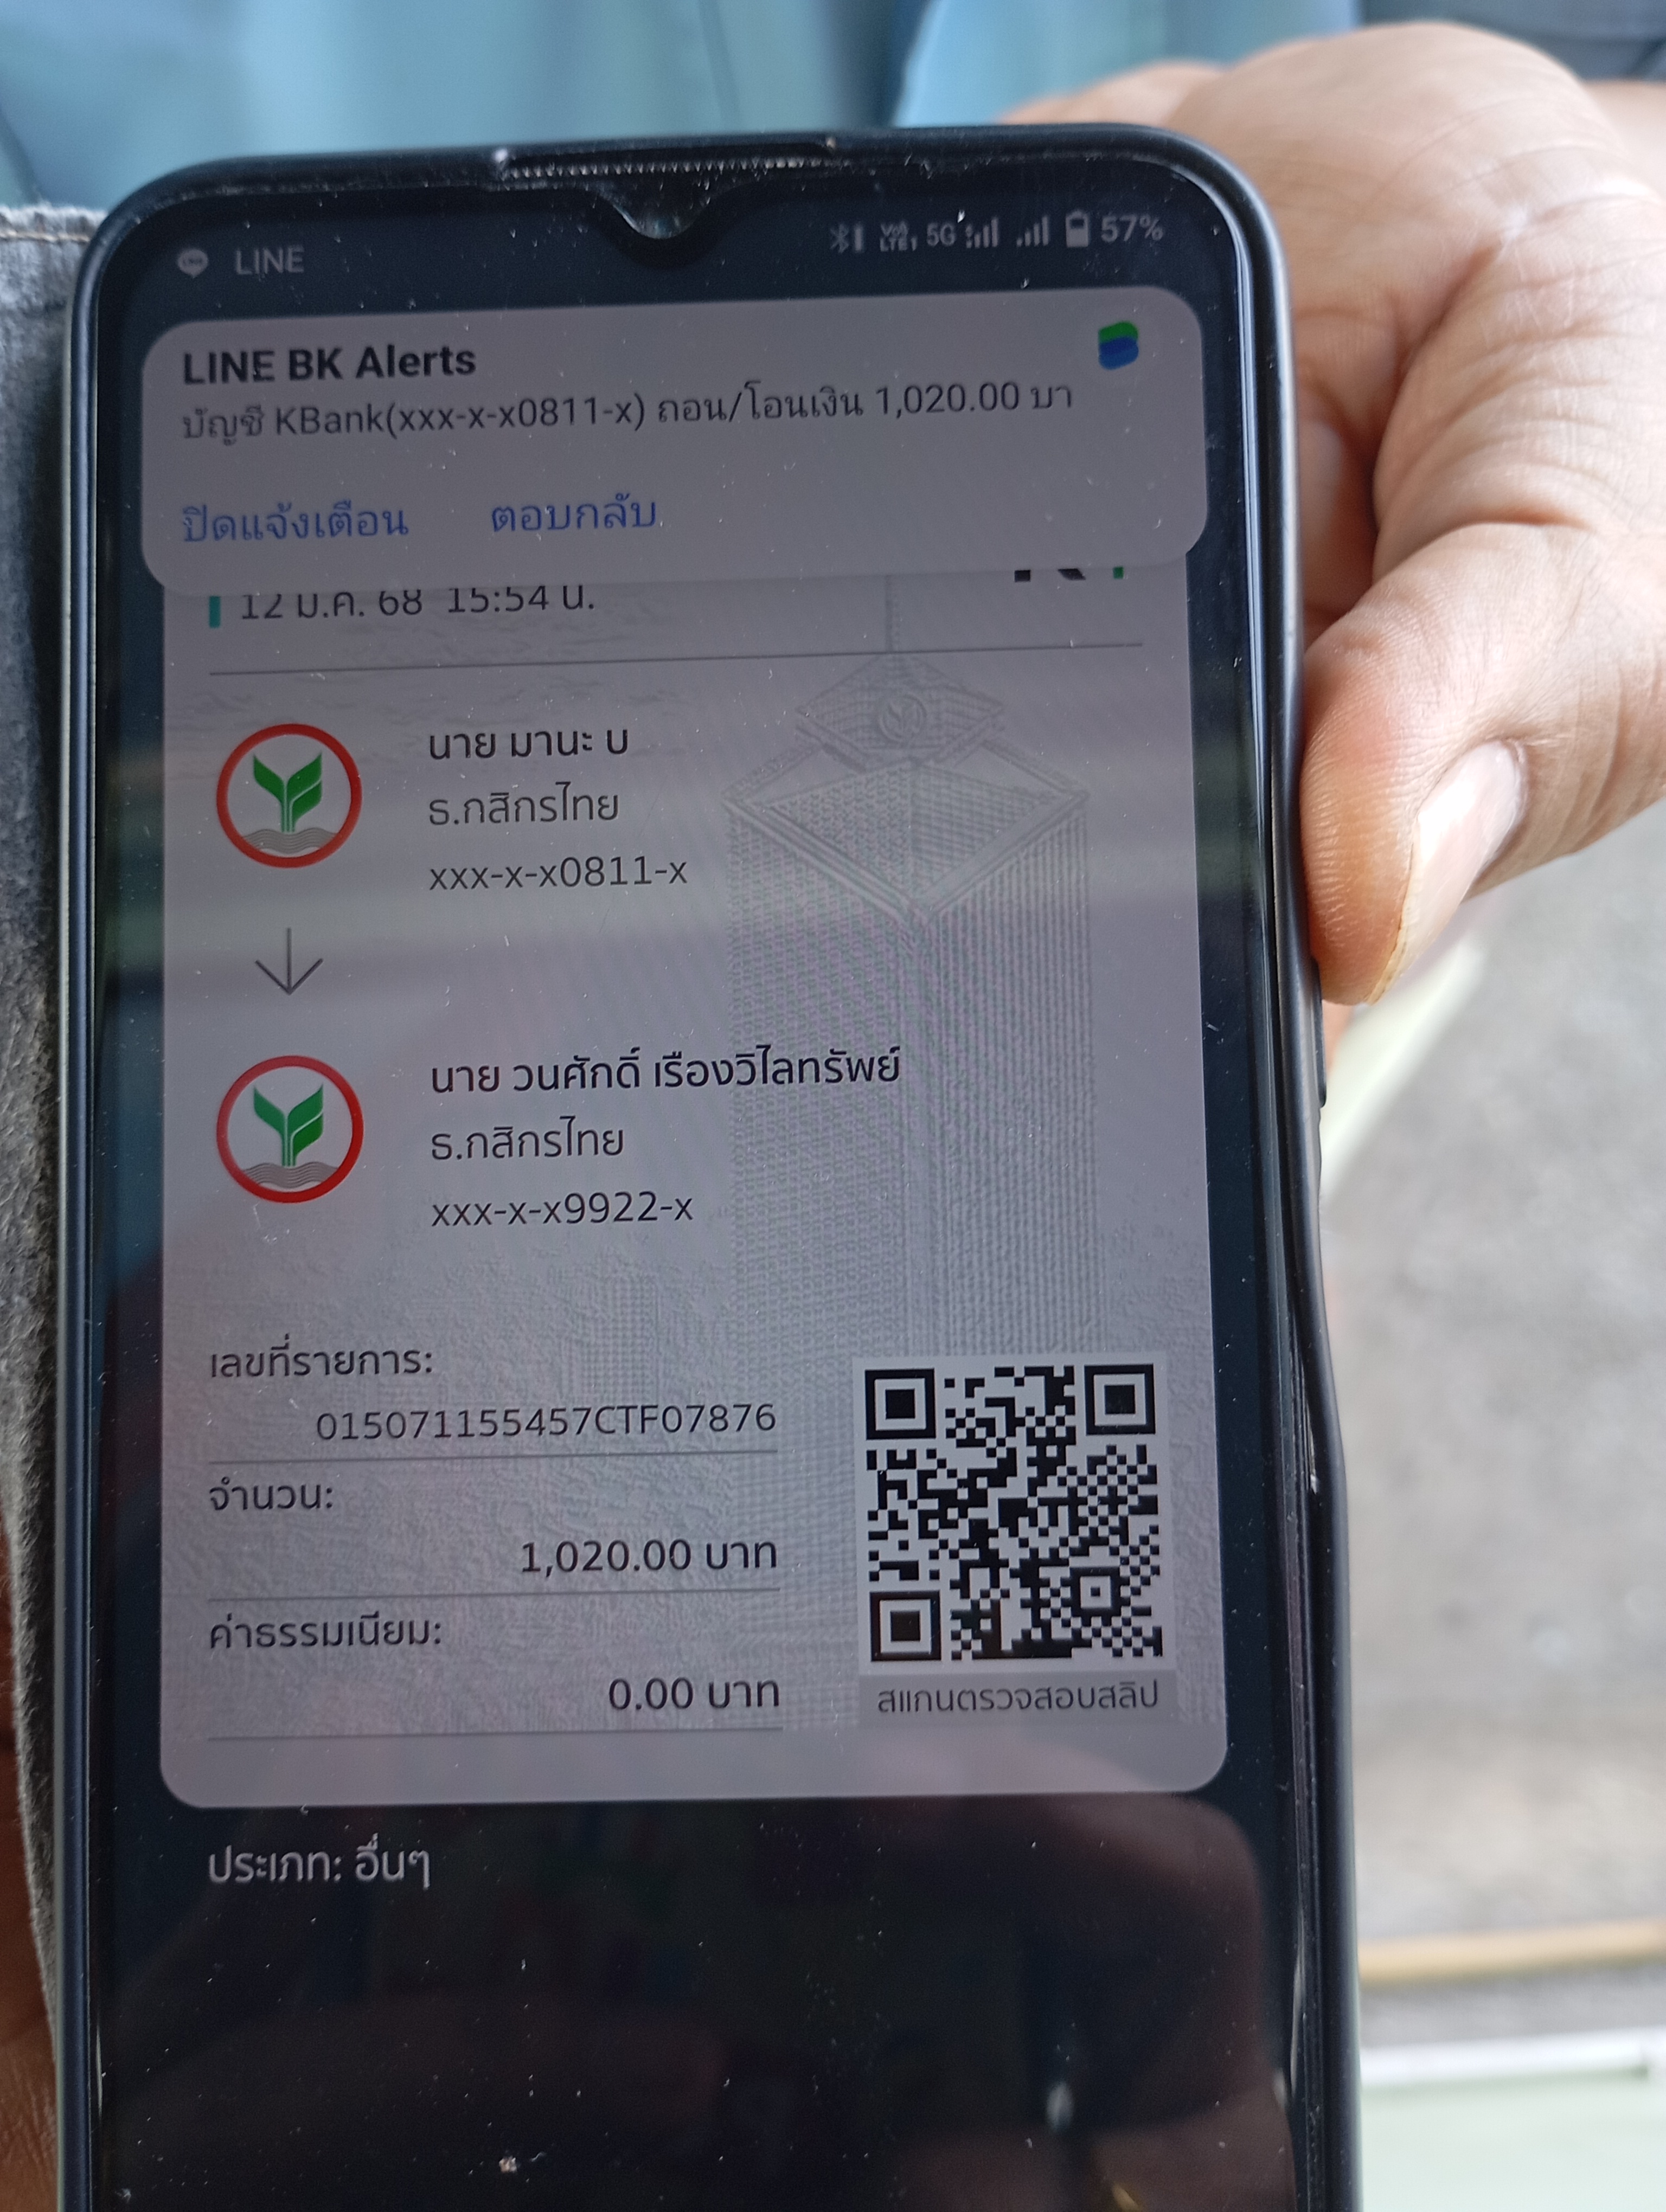 LINE
VoLTE1 5G 57%
LINE BK Alerts
บัญชี KBank(xxx-x-x0811-x) ถอน/โอนเงิน 1,020.00 บา
ปิดแจ้งเตือน ตอบกลับ
12 ม.ค. 68 15:54 น.
นาย มานะ บ
ธ.กสิกรไทย
xxx-x-x0811-x
นาย วนศักดิ์ เรืองวิไลทรัพย์
ธ.กสิกรไทย
xxx-x-x9922-x
เลขที่รายการ:
015071155457CTF07876
จำนวน:
1,020.00 บาท
ค่าธรรมเนียม:
0.00 บาท
สแกนตรวจสอบสลิป
ประเภท: อื่นๆ